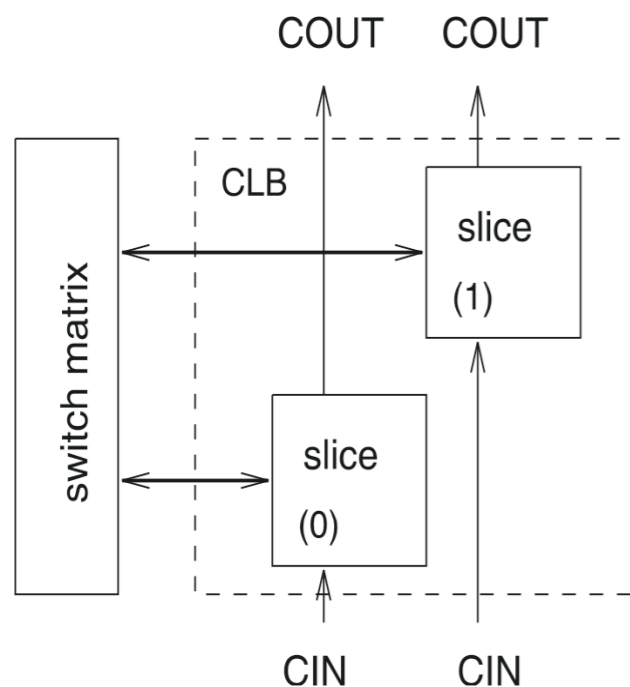 COUT COUT
CLB
slice
(1)
switch matrix
slice
(0)
CIN CIN